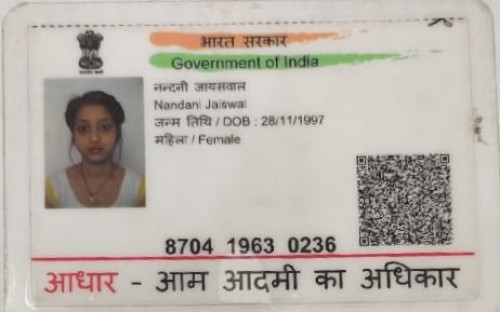 भारत सरकार
Government of India
नन्दनी जायसवाल
Nandani Jaiswal
जन्म तिथि / DOB : 28/11/1997
महिला / Female
8704 1963 0236
आधार - आम आदमी का अधिकार